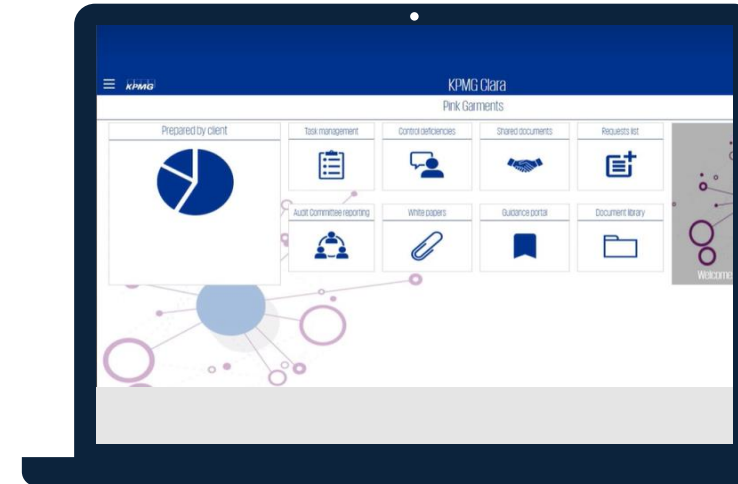 KPMG
KPMG Clara
Pink Garments
Prepared by client
Task management
Control deficiencies
Shared documents
Requests list
Audit Committee reporting
White papers
Guidance portal
Document library
Welcome